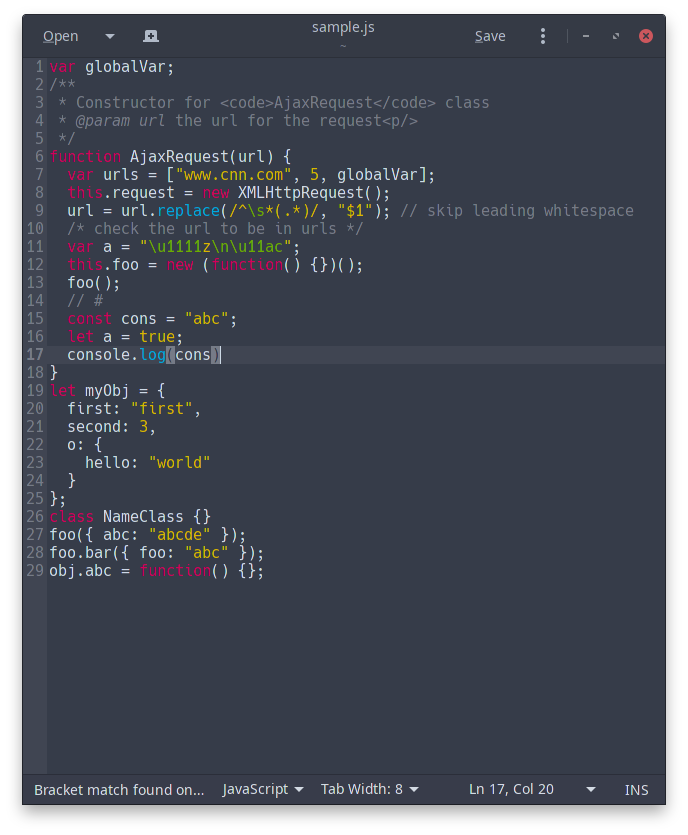 Open
sample.js
~
Save
1 var globalVar;
2 /**
3  * Constructor for <code>AjaxRequest</code> class
4  * @param url the url for the request<p/>
5  */
6 function AjaxRequest(url) {
7   var urls = ["www.cnn.com", 5, globalVar];
8   this.request = new XMLHttpRequest();
9   url = url.replace(/^\s*(.*)/, "$1"); // skip leading whitespace
10   /* check the url to be in urls */
11   var a = "\u1111z\n\u11ac";
12   this.foo = new (function() {})();
13   foo();
14   // #
15   const cons = "abc";
16   let a = true;
17   console.log(cons)
18 }
19 let myObj = {
20   first: "first",
21   second: 3,
22   o: {
23     hello: "world"
24   }
25 };
26 class NameClass {}
27 foo({ abc: "abcde" });
28 foo.bar({ foo: "abc" });
29 obj.abc = function() {};
Bracket match found on... JavaScript Tab Width: 8 Ln 17, Col 20 INS